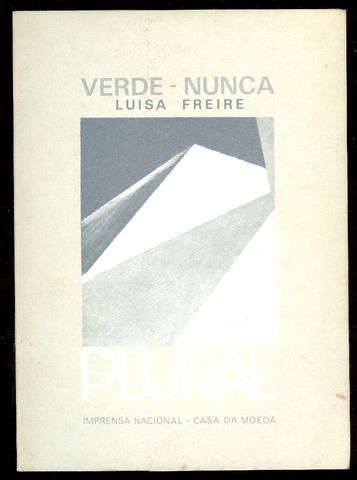 VERDE - NUNCA
LUISA FREIRE
PLURAL
IMPRENSA NACIONAL - CASA DA MOEDA